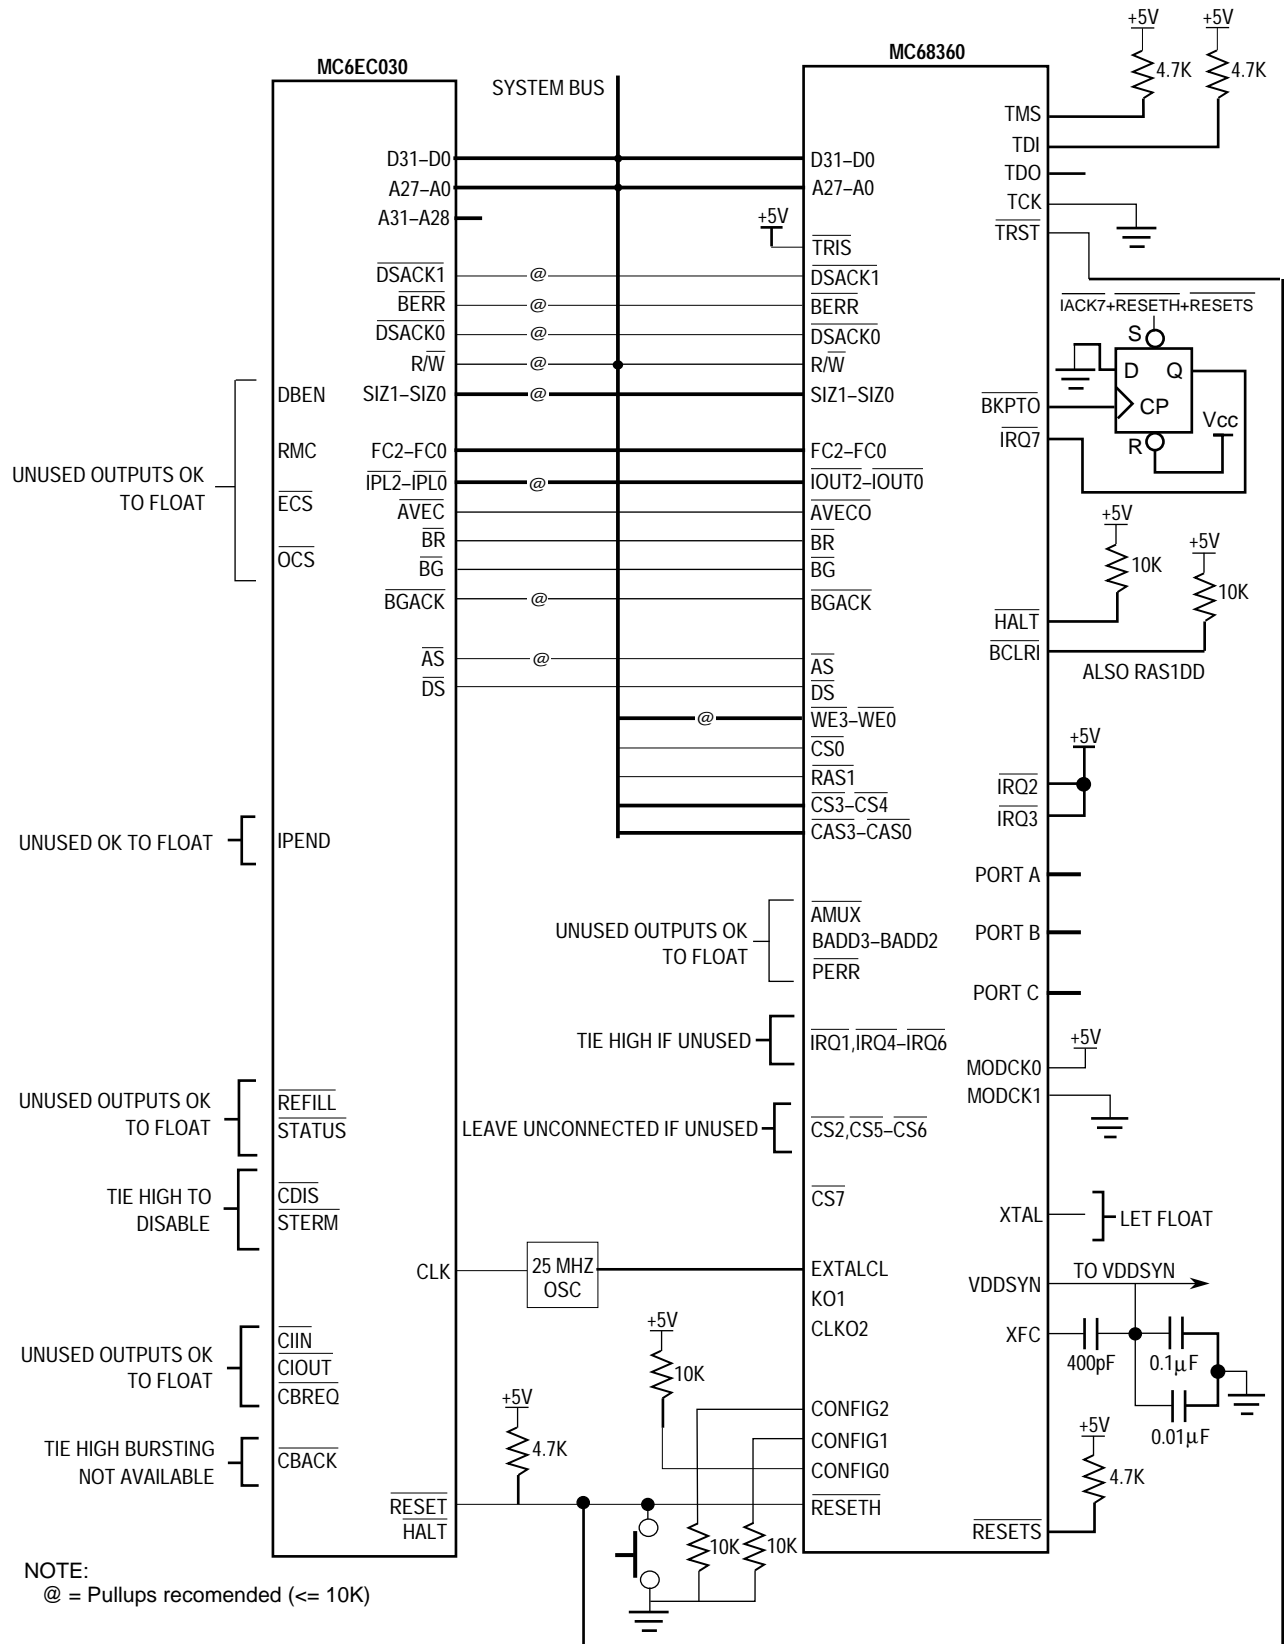 MC6EC030
MC68360
SYSTEM BUS
+5V
+5V
4.7K
4.7K
D31–D0
A27–A0
A31–A28
DSACK1
BERR
DSACK0
R/W
SIZ1–SIZ0
FC2–FC0
IPL2–IPL0
AVEC
BR
BG
BGACK
AS
DS
CLK
RESET
HALT
@
@
@
@
@
@
@
@
@
UNUSED OUTPUTS OK
TO FLOAT
DBEN
RMC
ECS
OCS
UNUSED OK TO FLOAT
IPEND
UNUSED OUTPUTS OK
TO FLOAT
REFILL
STATUS
TIE HIGH TO
DISABLE
CDIS
STERM
UNUSED OUTPUTS OK
TO FLOAT
CIIN
CIOUT
CBREQ
TIE HIGH BURSTING
NOT AVAILABLE
CBACK
+5V
D31–D0
A27–A0
TRIS
DSACK1
BERR
DSACK0
R/W
SIZ1–SIZ0
FC2–FC0
IOUT2–IOUT0
AVECO
BR
BG
BGACK
AS
DS
WE3–WE0
CS0
RAS1
CS3–CS4
CAS3–CAS0
UNUSED OUTPUTS OK
TO FLOAT
AMUX
BADD3–BADD2
PERR
TIE HIGH IF UNUSED
IRQ1,IRQ4–IRQ6
LEAVE UNCONNECTED IF UNUSED
CS2,CS5–CS6
CS7
25 MHZ
OSC
EXTALCL
KO1
CLKO2
+5V
10K
CONFIG2
CONFIG1
CONFIG0
RESETH
+5V
4.7K
10K
10K
TMS
TDI
TDO
TCK
TRST
IACK7+RESETH+RESETS
S
D
Q
CP
R
Vcc
BKPTO
IRQ7
+5V
10K
+5V
10K
HALT
BCLRI
ALSO RAS1DD
+5V
IRQ2
IRQ3
PORT A
PORT B
PORT C
+5V
MODCK0
MODCK1
XTAL
LET FLOAT
VDDSYN
TO VDDSYN
XFC
400pF
0.1µF
0.01µF
+5V
4.7K
RESETS
NOTE:
@ = Pullups recomended (<= 10K)